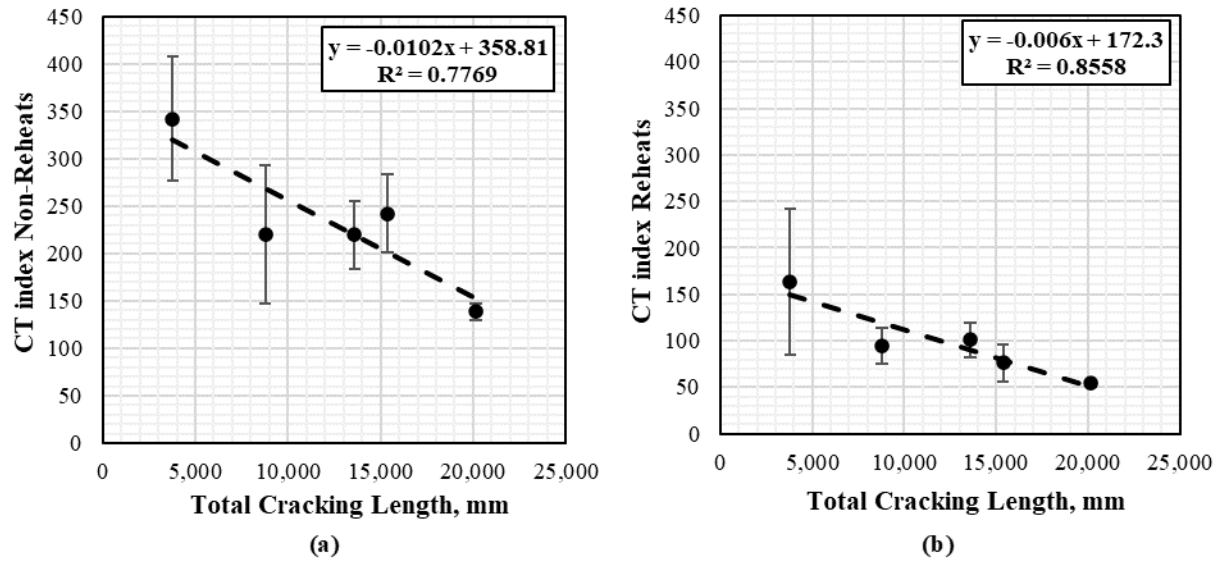 CT index Non-Reheats
450
400
350
300
250
200
150
100
50
0
y = -0.0102x + 358.81
R² = 0.7769
0 5,000 10,000 15,000 20,000 25,000
Total Cracking Length, mm
(a)
CT index Reheats
450
400
350
300
250
200
150
100
50
0
y = -0.006x + 172.3
R² = 0.8558
0 5,000 10,000 15,000 20,000 25,000
Total Cracking Length, mm
(b)